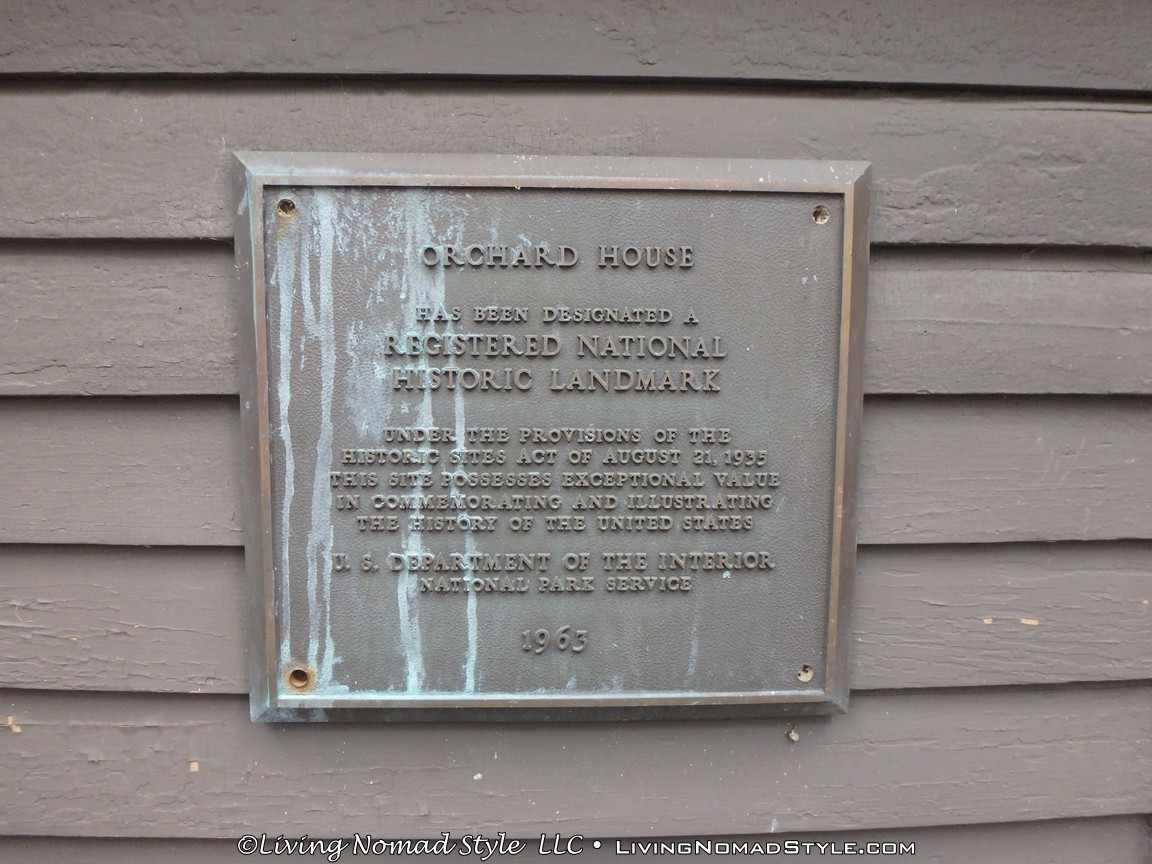 ORCHARD HOUSE
HAS BEEN DESIGNATED A
REGISTERED NATIONAL
HISTORIC LANDMARK
UNDER THE PROVISIONS OF THE
HISTORIC SITES ACT OF AUGUST 21, 1935
THIS SITE POSSESSES EXCEPTIONAL VALUE
IN COMMEMORATING AND ILLUSTRATING
THE HISTORY OF THE UNITED STATES
U. S. DEPARTMENT OF THE INTERIOR
NATIONAL PARK SERVICE
1963
©Living Nomad Style LLC • LivingNomadStyle.com